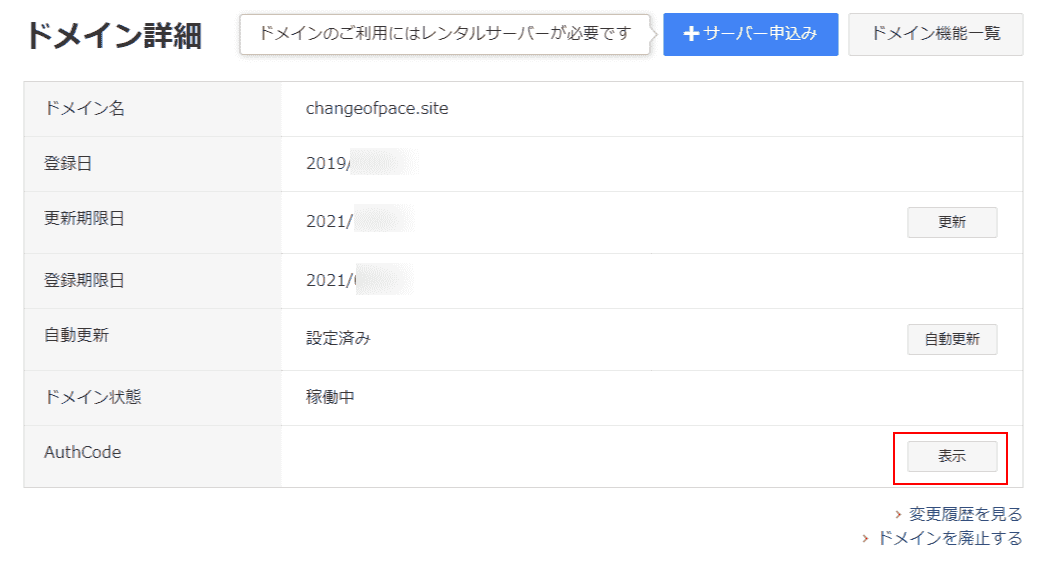 ドメイン詳細
ドメインのご利用にはレンタルサーバーが必要です
+サーバー申込み
ドメイン機能一覧
ドメイン名 changeofpace.site
登録日 2019/
更新期限日 2021/ 更新
登録期限日 2021/
自動更新 設定済み 自動更新
ドメイン状態 稼働中
AuthCode 表示
› 変更履歴を見る
› ドメインを廃止する